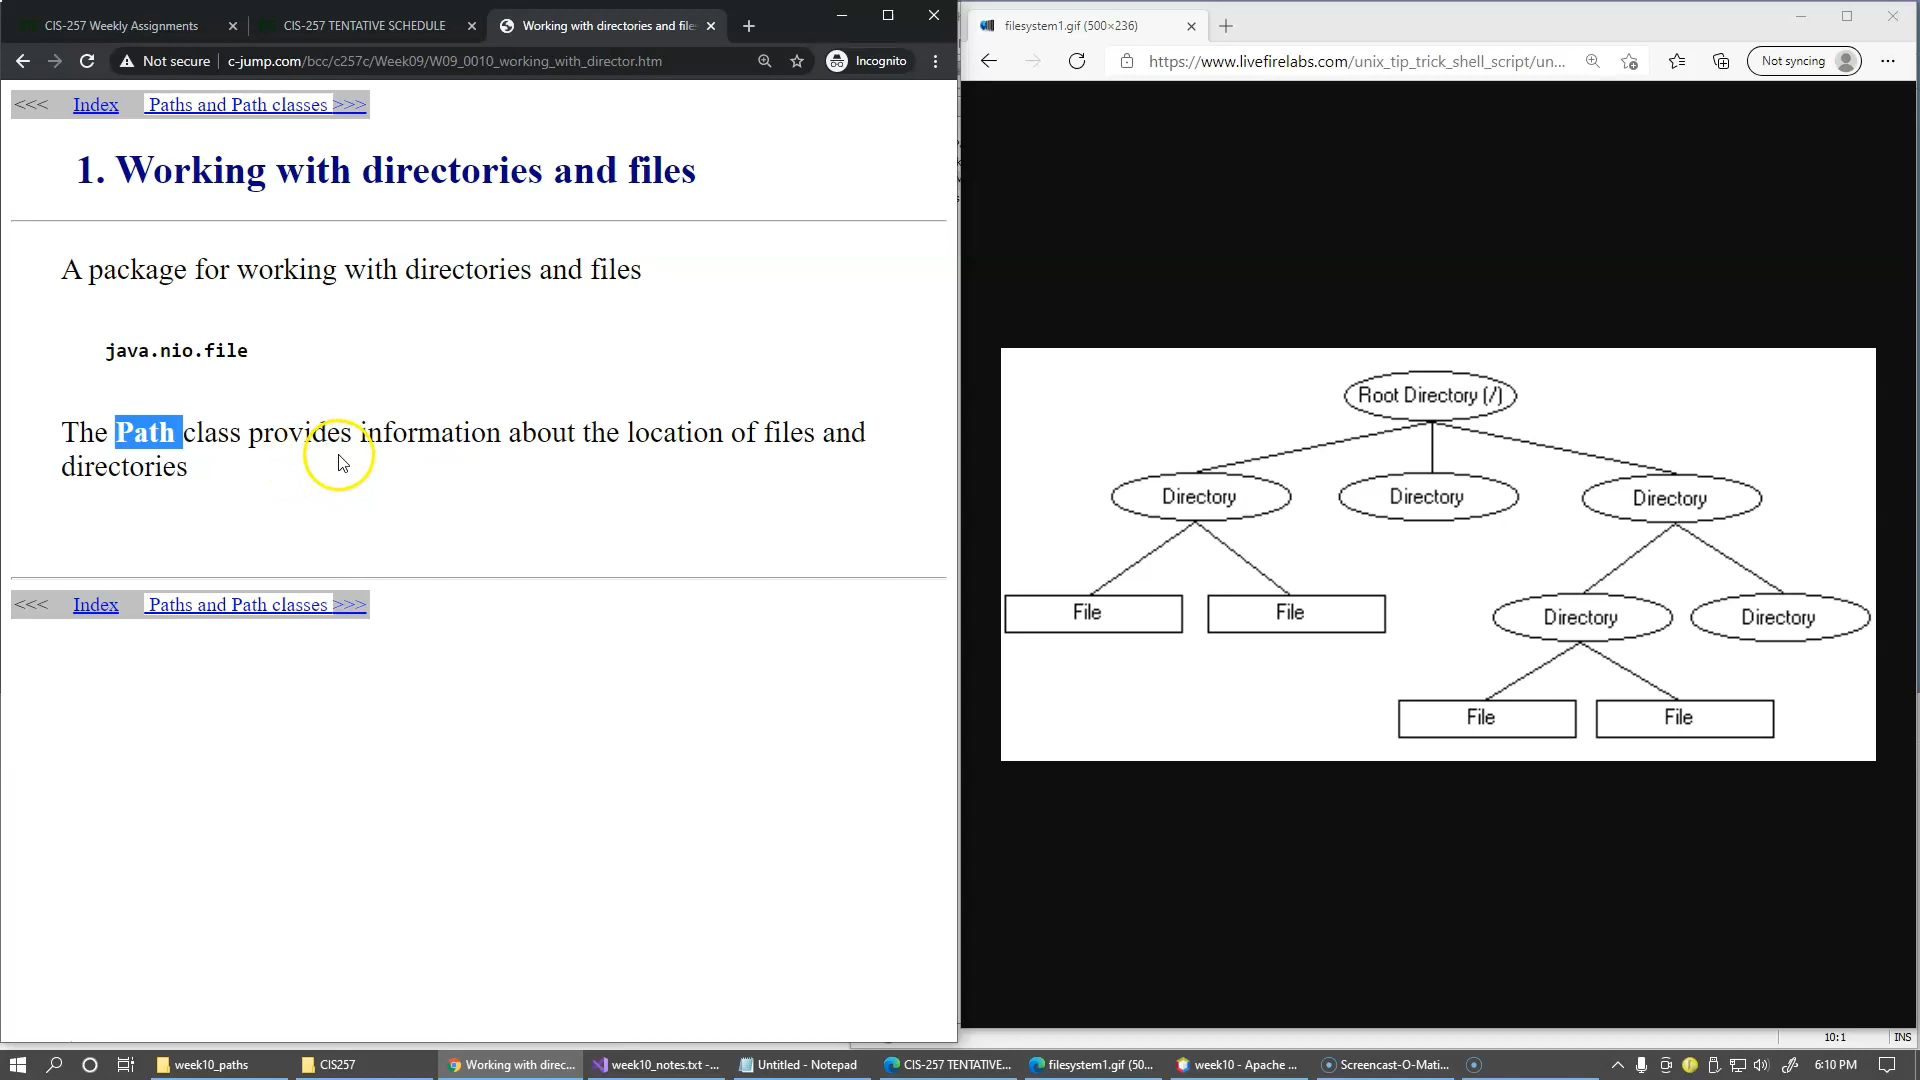 CIS-257 Weekly Assignments
CIS-257 TENTATIVE SCHEDULE
Working with directories and file
Not secure
c-jump.com/bcc/c257c/Week09/W09_0010_working_with_director.htm
Incognito
<<< Index Paths and Path classes >>>
1. Working with directories and files
A package for working with directories and files
java.nio.file
The Path class provides information about the location of files and
directories
<<< Index Paths and Path classes >>>
filesystem1.gif (500×236)
https://www.livefirelabs.com/unix_tip_trick_shell_script/un...
Not syncing
Root Directory (/)
Directory
Directory
Directory
File
File
Directory
Directory
File
File
10:1
INS
week10_paths
CIS257
Working with direc...
week10_notes.txt -...
Untitled - Notepad
CIS-257 TENTATIVE...
filesystem1.gif (50...
week10 - Apache ...
Screencast-O-Mati...
6:10 PM